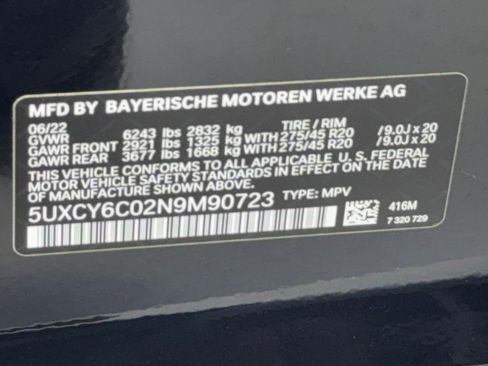 MFD BY BAYERISCHE MOTOREN WERKE AG
06/22 TIRE / RIM
GVWR 6243 lbs 2832 kg
GAWR FRONT 2921 lbs 1325 kg WITH 275/45 R20 /9.0J x 20
GAWR REAR 3677 lbs 1668 kg WITH 275/45 R20 /9.0J x 20
THIS VEHICLE CONFORMS TO ALL APPLICABLE U. S. FEDERAL
MOTOR VEHICLE SAFETY STANDARDS IN EFFECT ON THE DATE
OF MANUFACTURE SHOWN ABOVE.
5UXCY6C02N9M90723 TYPE: MPV
416M
7 320 729